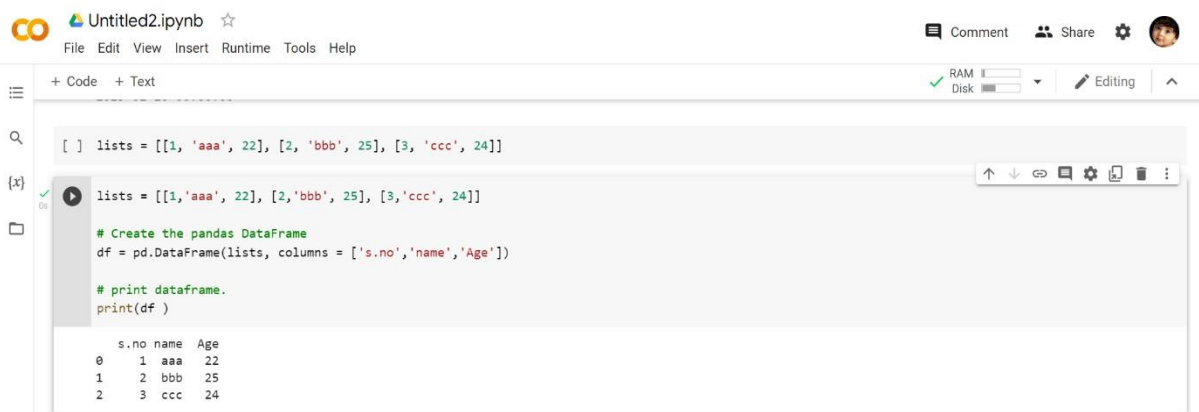 Untitled2.ipynb
Comment Share
File Edit View Insert Runtime Tools Help
+ Code + Text
RAM
Disk
Editing
[ ] lists = [[1, 'aaa', 22], [2, 'bbb', 25], [3, 'ccc', 24]]
{x}
0s
lists = [[1,'aaa', 22], [2,'bbb', 25], [3,'ccc', 24]]
# Create the pandas DataFrame
df = pd.DataFrame(lists, columns = ['s.no','name','Age'])
# print dataframe.
print(df )
s.no name Age
0 1 aaa 22
1 2 bbb 25
2 3 ccc 24